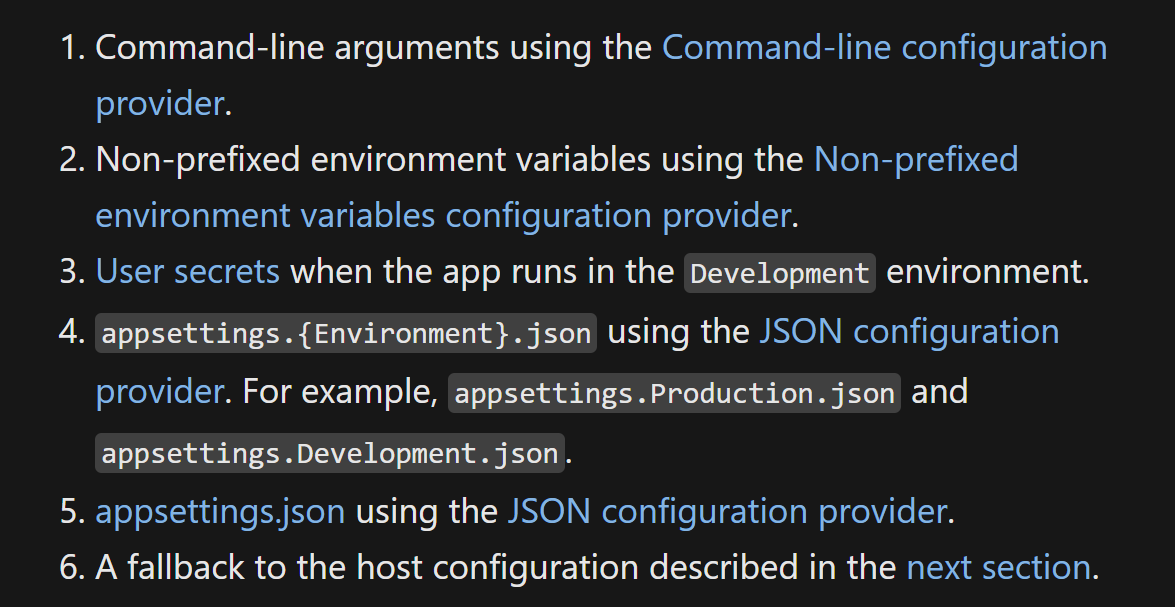 1. Command-line arguments using the Command-line configuration
provider.
2. Non-prefixed environment variables using the Non-prefixed
environment variables configuration provider.
3. User secrets when the app runs in the Development environment.
4. appsettings.{Environment}.json using the JSON configuration
provider. For example, appsettings.Production.json and
appsettings.Development.json.
5. appsettings.json using the JSON configuration provider.
6. A fallback to the host configuration described in the next section.